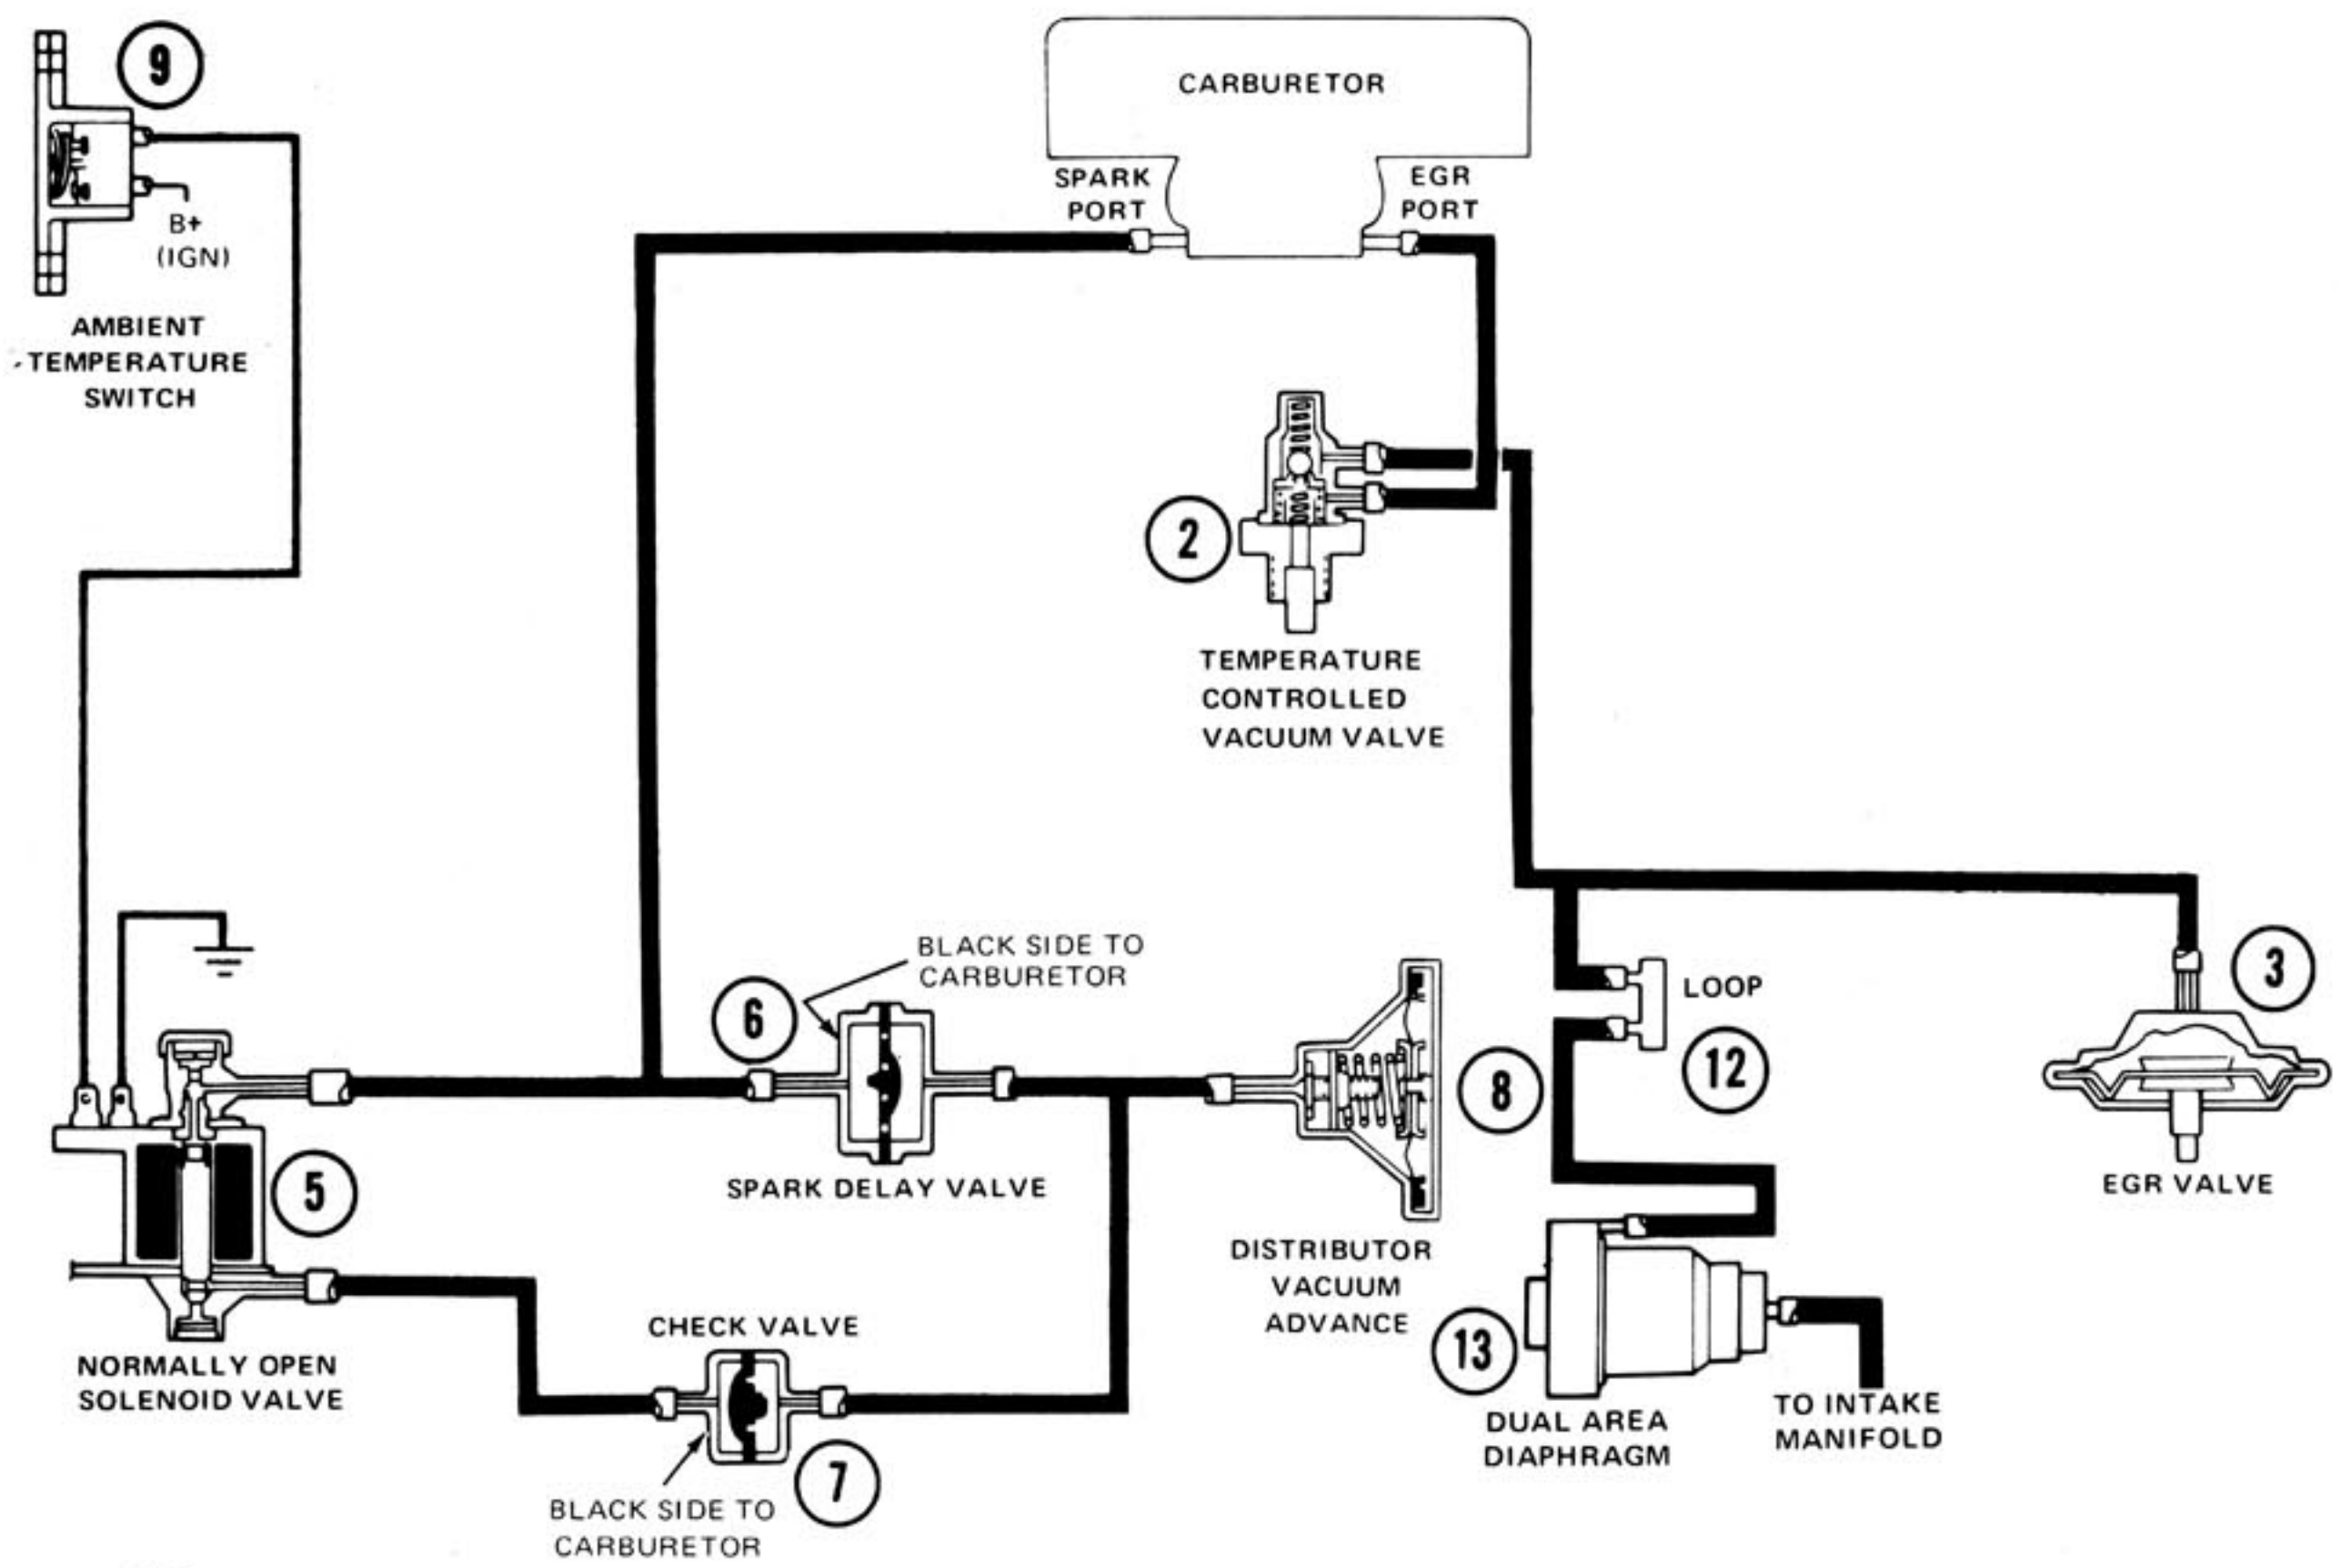 9
CARBURETOR
SPARK
PORT
EGR
PORT
B+
(IGN)
AMBIENT
TEMPERATURE
SWITCH
2
TEMPERATURE
CONTROLLED
VACUUM VALVE
BLACK SIDE TO
CARBURETOR
6
LOOP
3
12
8
5
SPARK DELAY VALVE
EGR VALVE
DISTRIBUTOR
VACUUM
ADVANCE
CHECK VALVE
13
NORMALLY OPEN
SOLENOID VALVE
7
DUAL AREA
DIAPHRAGM
TO INTAKE
MANIFOLD
BLACK SIDE TO
CARBURETOR